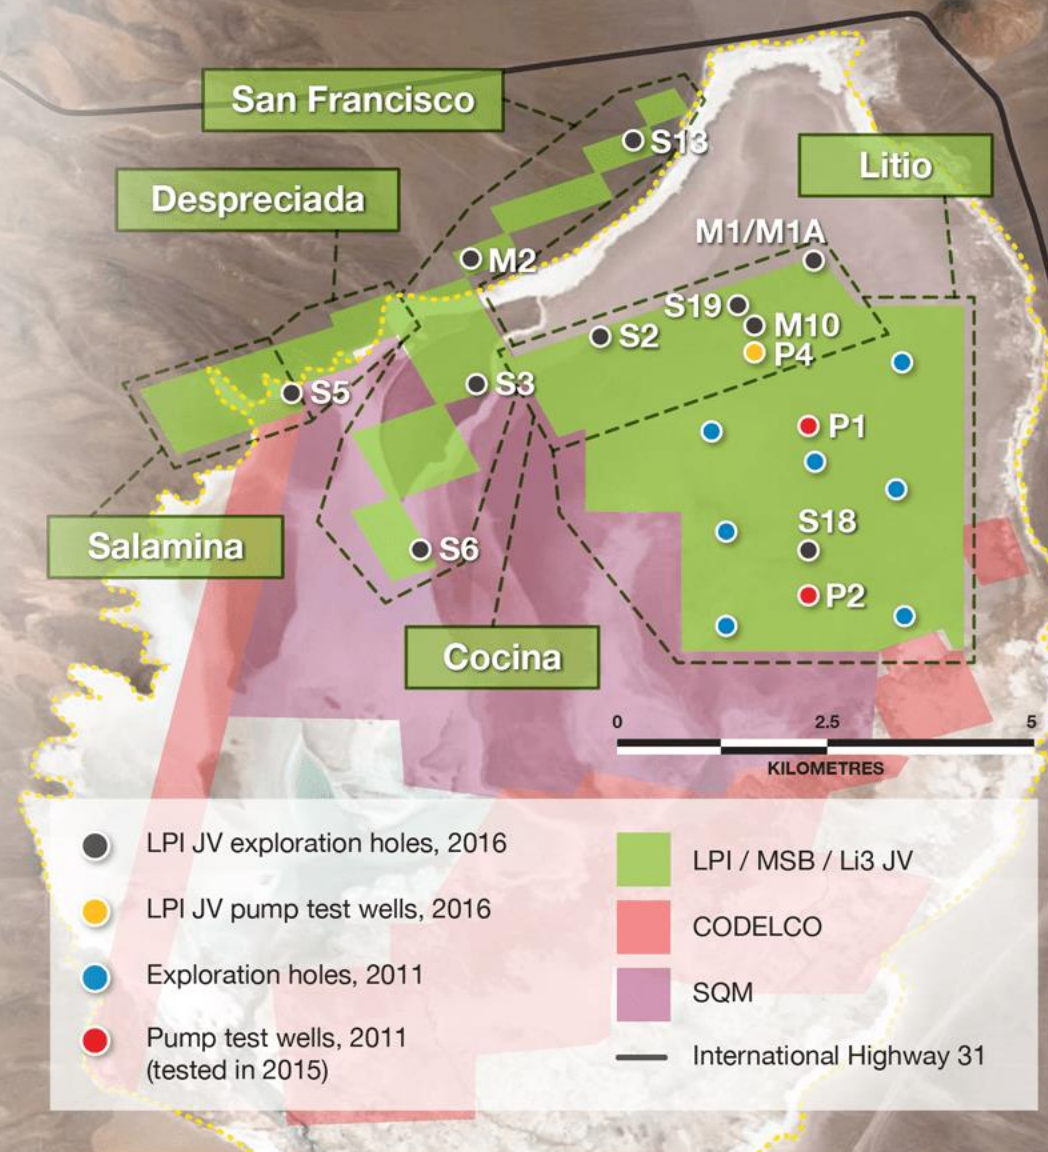 San Francisco
S13
Litio
Despreciada
M1/M1A
M2
S19
M10
S2
P4
S5
S3
P1
S18
Salamina
S6
P2
Cocina
0 2.5 5
KILOMETRES
LPI JV exploration holes, 2016
LPI JV pump test wells, 2016
Exploration holes, 2011
Pump test wells, 2011
(tested in 2015)
LPI / MSB / Li3 JV
CODELCO
SQM
International Highway 31